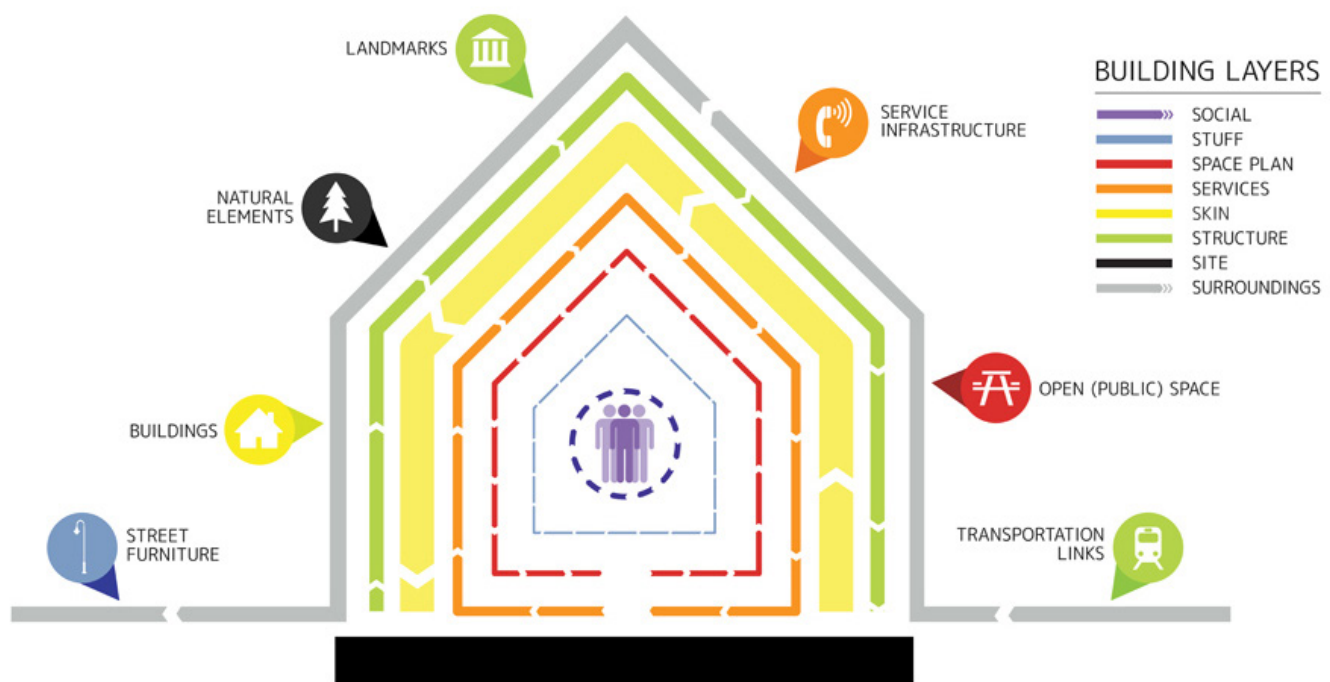 LANDMARKS
BUILDING LAYERS
SERVICE
INFRASTRUCTURE
SOCIAL
STUFF
SPACE PLAN
SERVICES
SKIN
STRUCTURE
SITE
SURROUNDINGS
NATURAL
ELEMENTS
OPEN (PUBLIC) SPACE
BUILDINGS
STREET
FURNITURE
TRANSPORTATION
LINKS